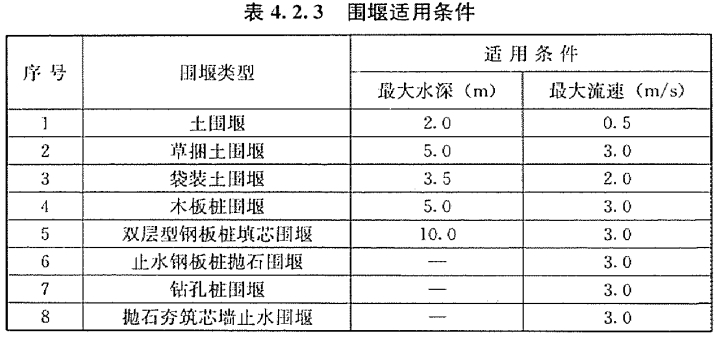 表 4. 2. 3 围堰适用条件
序 号 围堰类型 适 用 条 件
最大水深（m） 最大流速（m/s）
1 土围堰 2.0 0.5
2 草捆土围堰 5.0 3.0
3 袋装土围堰 3.5 2.0
4 木板桩围堰 5.0 3.0
5 双层型钢板桩填芯围堰 10.0 3.0
6 止水钢板桩抛石围堰 — 3.0
7 钻孔桩围堰 — 3.0
8 抛石夯筑芯墙止水围堰 — 3.0